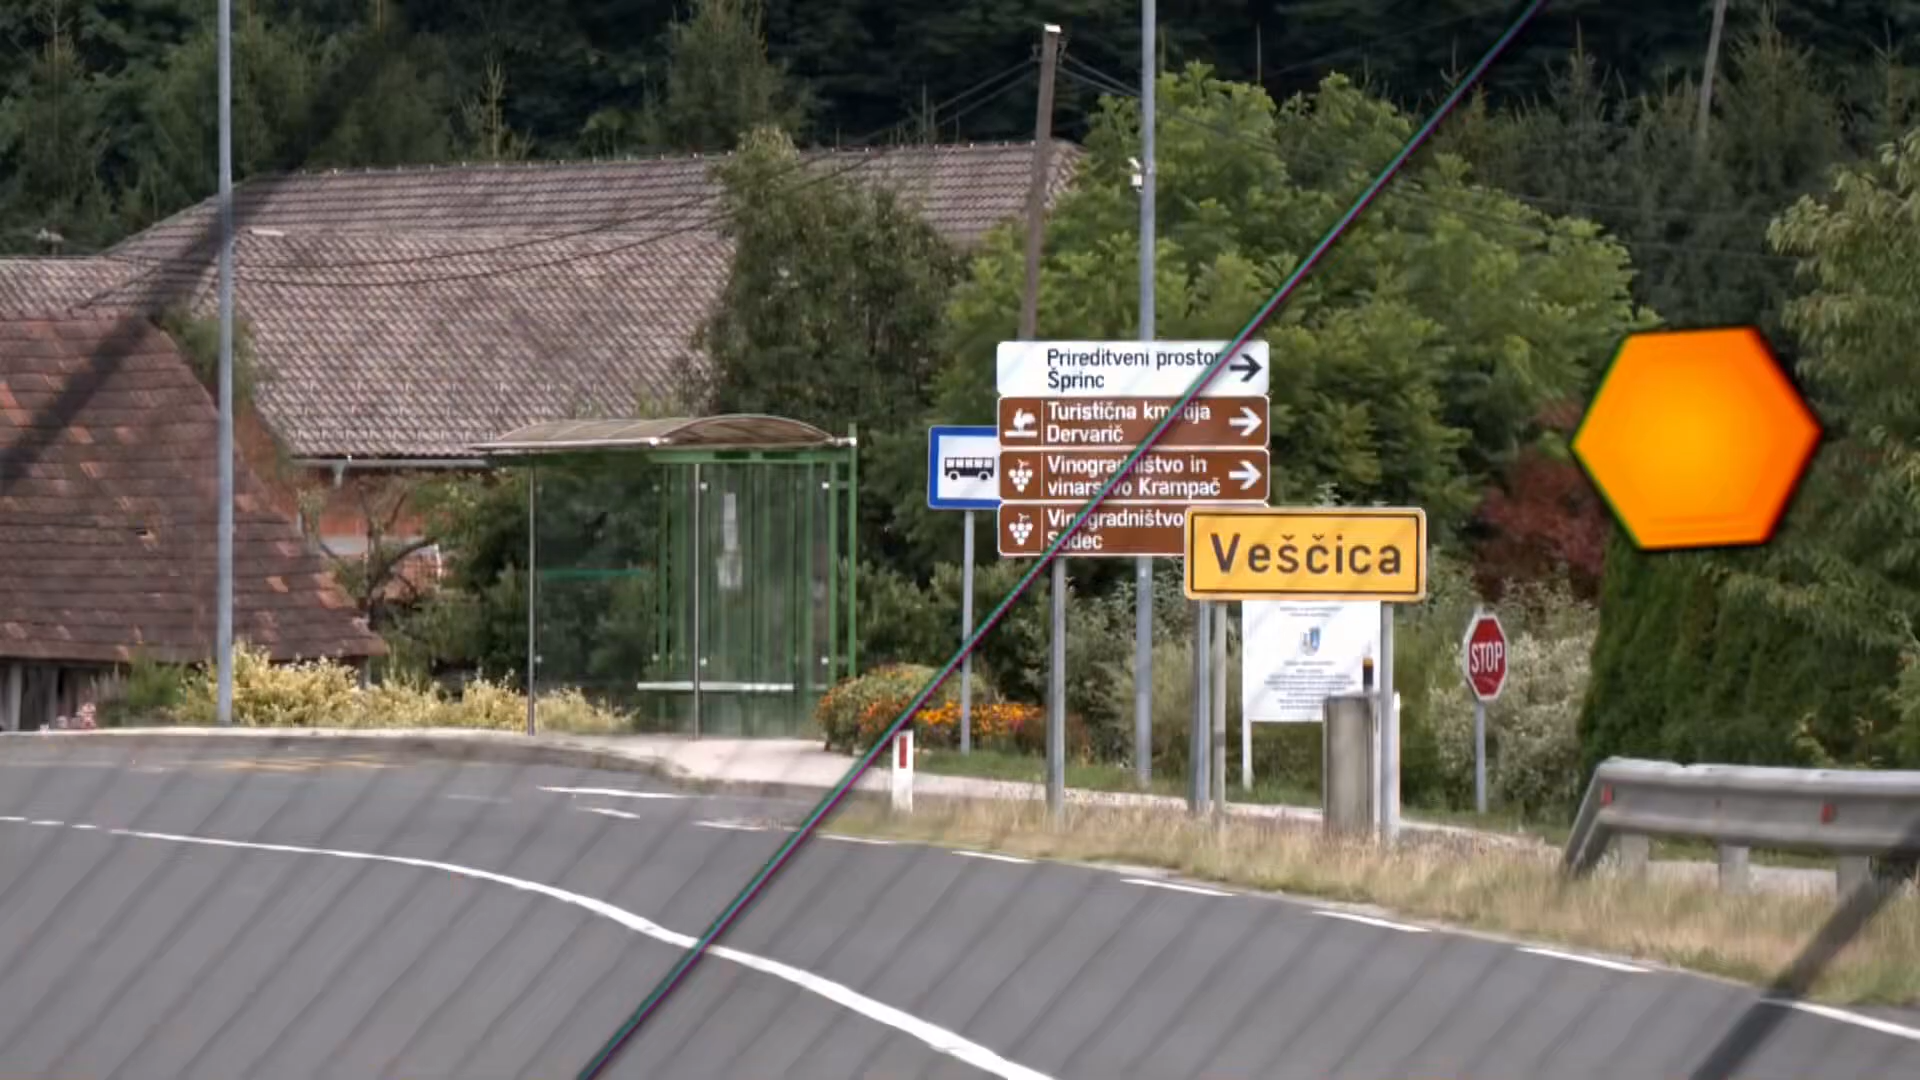 Prireditveni prostor
Šprinc
Turistična kmetija
Dervarič
Vinogradništvo in
vinarstvo Krampač
Vinogradništvo
Sodec
Veščica
STOP